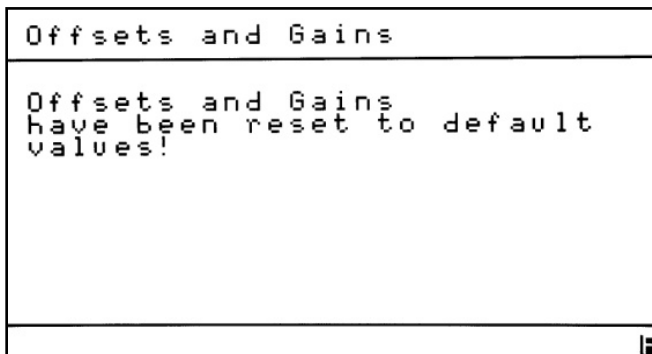 Offsets and Gains
Offsets and Gains
have been reset to default
values!